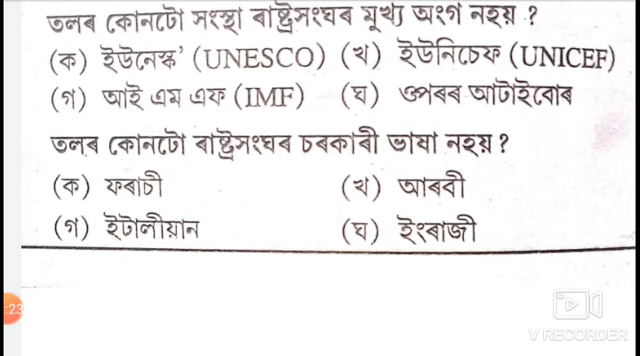 তলৰ কোনটো সংস্থা ৰাষ্ট্ৰসংঘৰ মুখ্য অংগ নহয় ?
(ক) ইউনেস্ক' (UNESCO) (খ) ইউনিচেফ (UNICEF)
(গ) আই এম এফ (IMF) (ঘ) ওপৰৰ আটাইবোৰ
তলৰ কোনটো ৰাষ্ট্ৰসংঘৰ চৰকাৰী ভাষা নহয় ?
(ক) ফৰাচী (খ) আৰবী
(গ) ইটালীয়ান (ঘ) ইংৰাজী
:23
V RECORDER